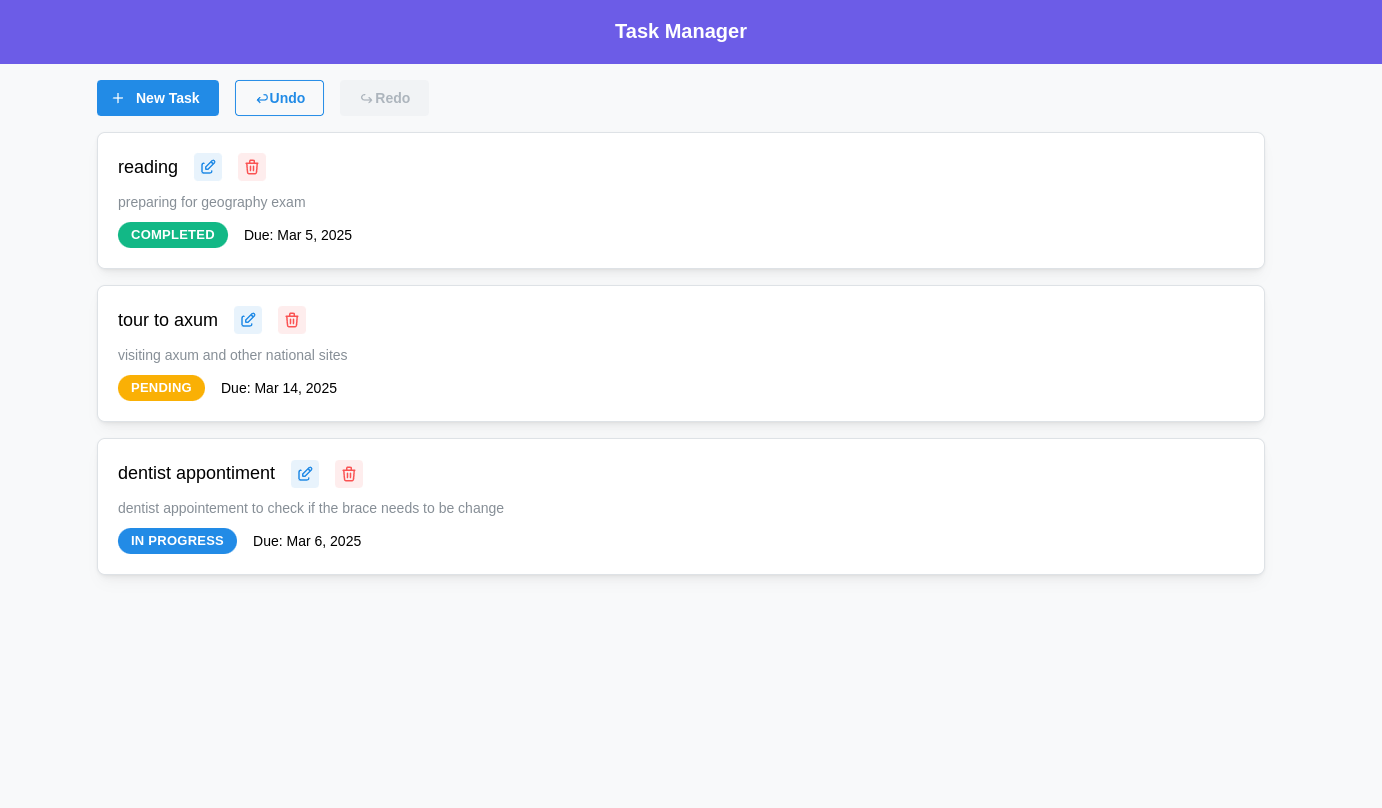 Task Manager
New Task
Undo
Redo
reading
preparing for geography exam
COMPLETED
Due: Mar 5, 2025
tour to axum
visiting axum and other national sites
PENDING
Due: Mar 14, 2025
dentist appontiment
dentist appointement to check if the brace needs to be change
IN PROGRESS
Due: Mar 6, 2025